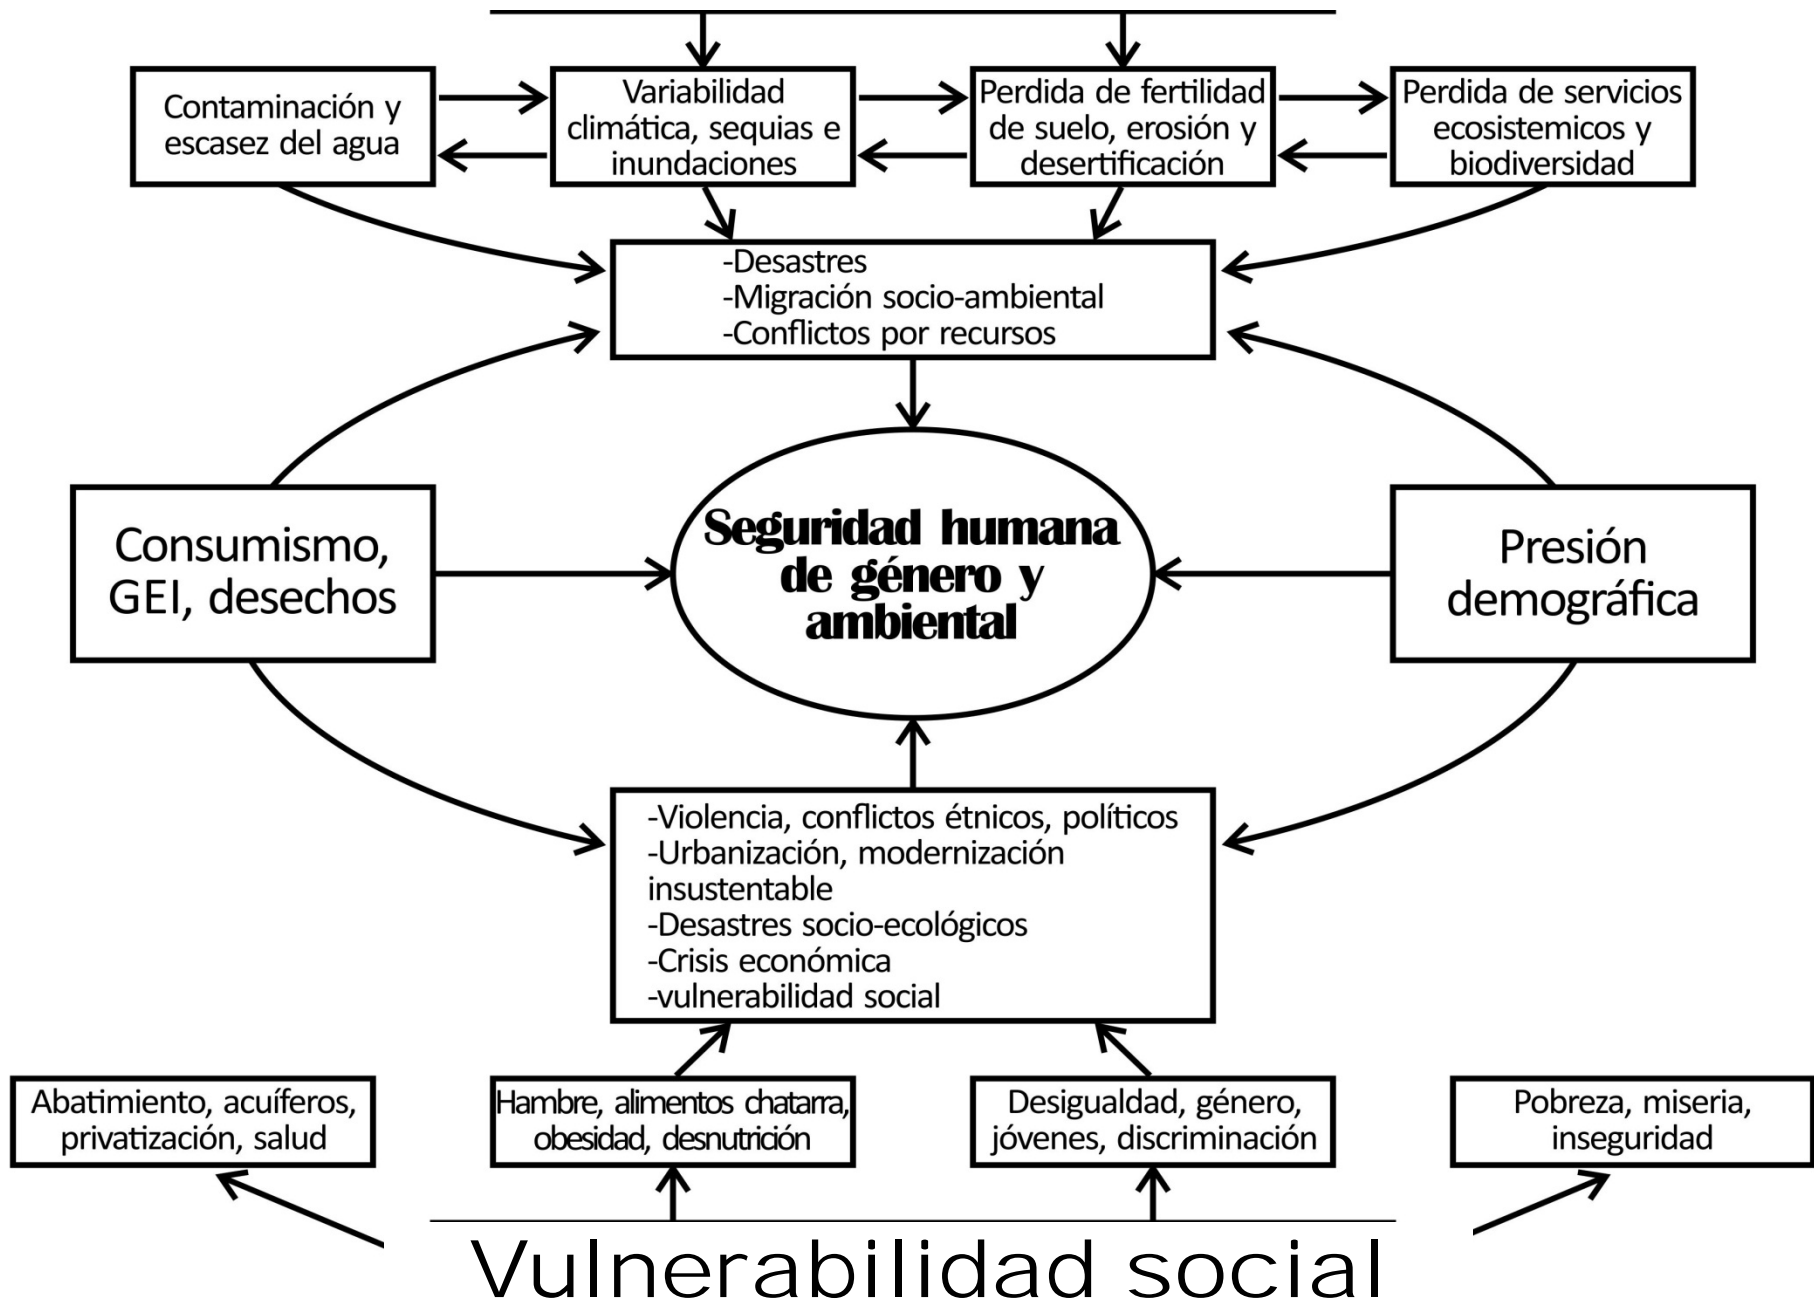 Contaminación y
escasez del agua
Variabilidad
climática, sequias e
inundaciones
Perdida de fertilidad
de suelo, erosión y
desertificación
Perdida de servicios
ecosistemicos y
biodiversidad
-Desastres
-Migración socio-ambiental
-Conflictos por recursos
Consumismo,
GEI, desechos
Seguridad humana
de género y
ambiental
Presión
demográfica
-Violencia, conflictos étnicos, políticos
-Urbanización, modernización
insustentable
-Desastres socio-ecológicos
-Crisis económica
-vulnerabilidad social
Abatimiento, acuíferos,
privatización, salud
Hambre, alimentos chatarra,
obesidad, desnutrición
Desigualdad, género,
jóvenes, discriminación
Pobreza, miseria,
inseguridad
Vulnerabilidad social